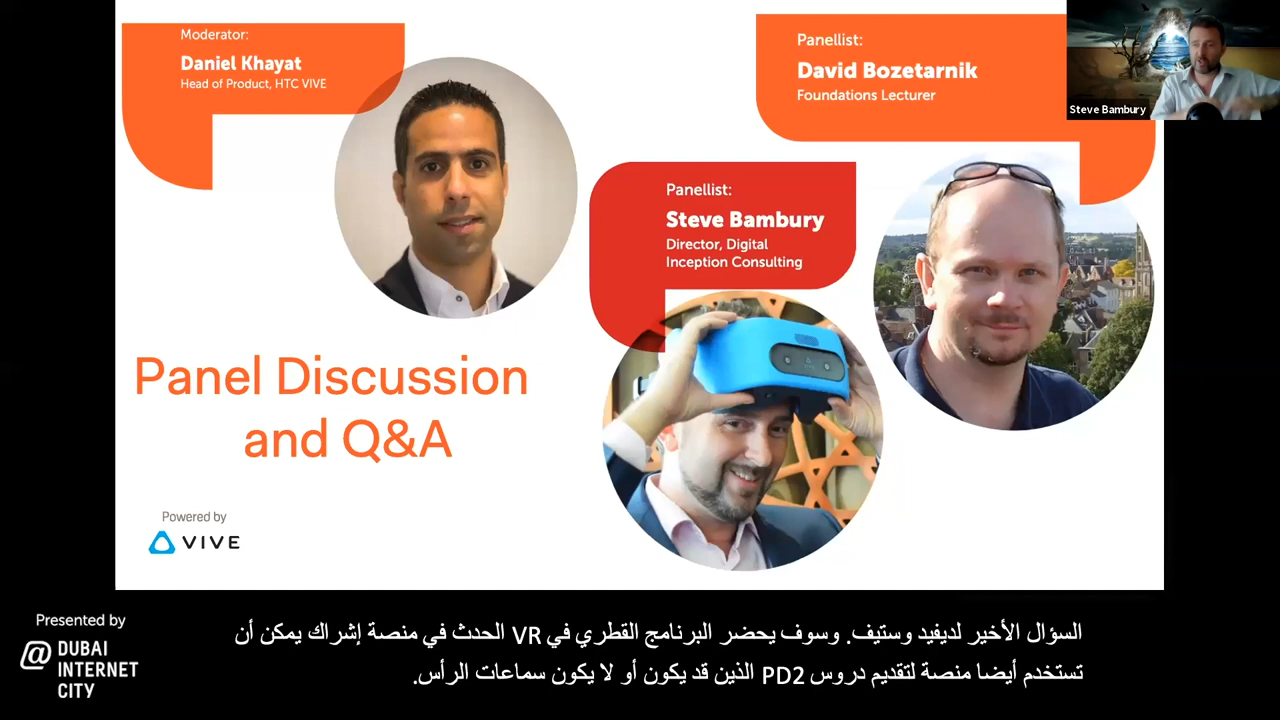 Moderator:
Daniel Khayat
Head of Product, HTC VIVE
Panellist:
David Bozetarnik
Foundations Lecturer
Steve Bambury
Panellist:
Steve Bambury
Director, Digital
Inception Consulting
Panel Discussion
and Q&A
Powered by
VIVE
Presented by
@ DUBAI
INTERNET
CITY
السؤال الأخير لديفيد وستيف. وسوف يحضر البرنامج القطري في VR الحدث في منصة إشراك يمكن أن
تستخدم أيضا منصة لتقديم دروس PD2 الذين قد يكون أو لا يكون سماعات الرأس.